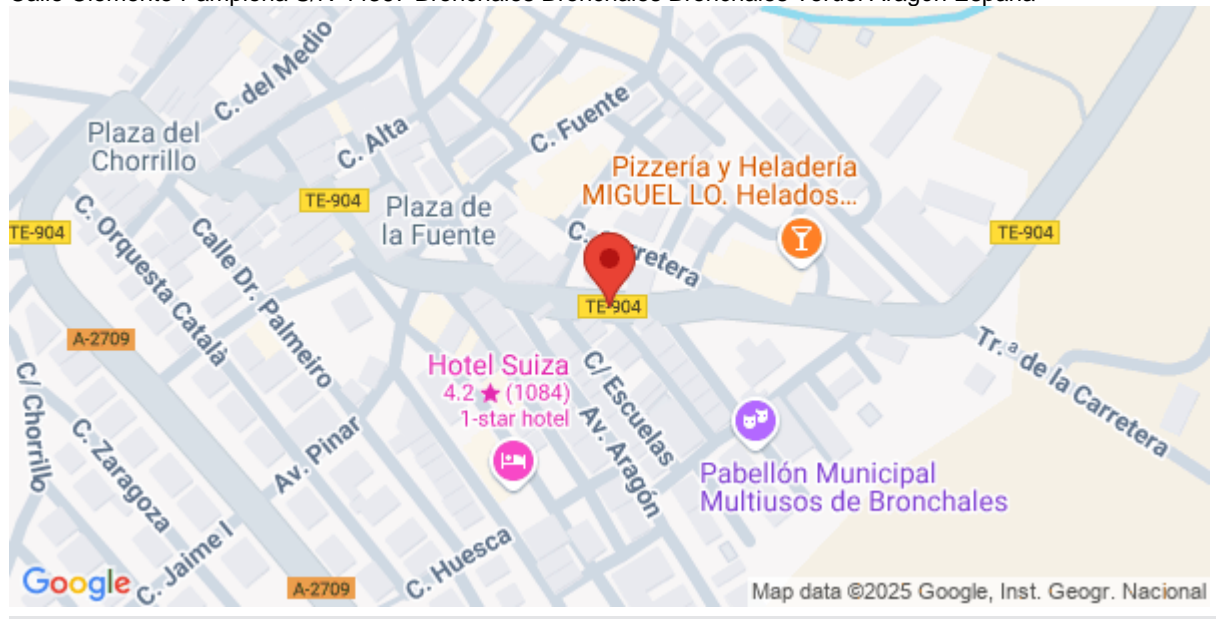 C. del Medio
Plaza del
Chorrillo
C. Alta
C. Fuente
Pizzería y Heladería
MIGUEL LO. Helados...
TE-904
Plaza de
la Fuente
TE-904
TE-904
C. Orquesta Català
Calle Dr. Palmeiro
TE-904
A-2709
Hotel Suiza
4.2 ★ (1084)
1-star hotel
C/ Escuelas
Av. Aragón
Tr.ª de la Carretera
C/ Chorrillo
C. Zaragoza
Av. Pinar
Pabellón Municipal
Multiusos de Bronchales
C. Jaime I
C. Huesca
A-2709
Google
Map data ©2025 Google, Inst. Geogr. Nacional